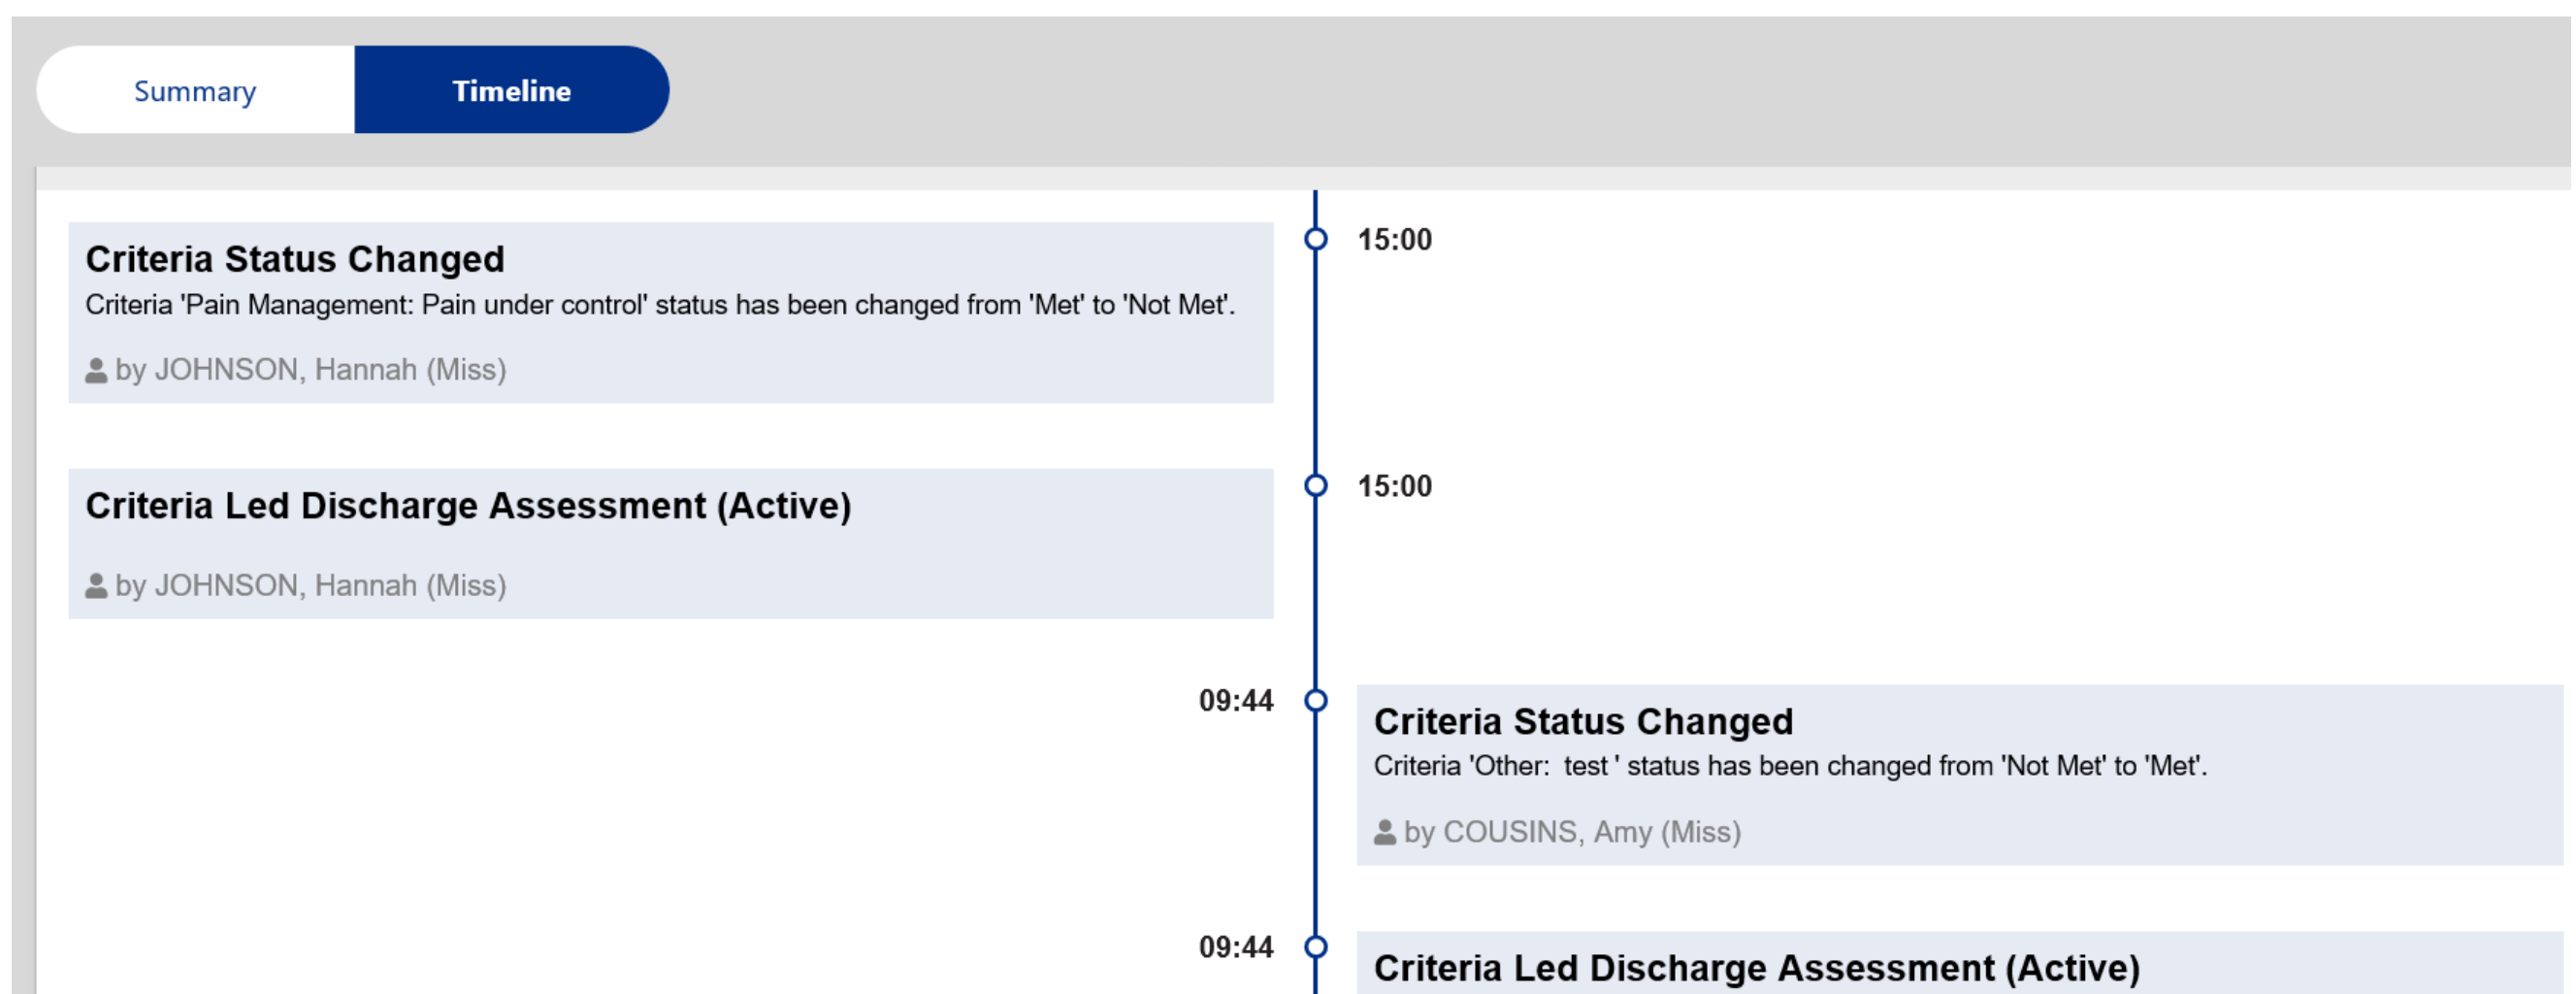 Summary
Timeline
Criteria Status Changed
15:00
Criteria 'Pain Management: Pain under control' status has been changed from 'Met' to 'Not Met'.
by JOHNSON, Hannah (Miss)
Criteria Led Discharge Assessment (Active)
15:00
by JOHNSON, Hannah (Miss)
09:44
Criteria Status Changed
Criteria 'Other:  test ' status has been changed from 'Not Met' to 'Met'.
by COUSINS, Amy (Miss)
09:44
Criteria Led Discharge Assessment (Active)